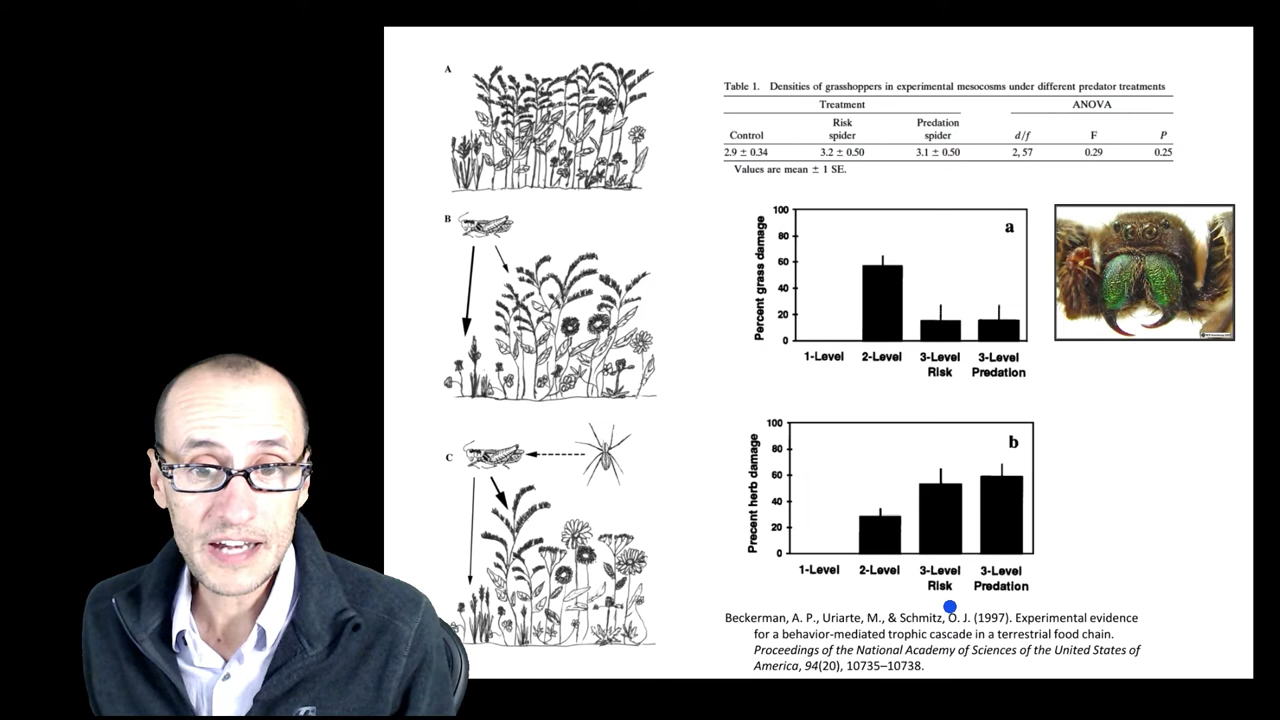 A
B
C
Table 1. Densities of grasshoppers in experimental mesocosms under different predator treatments
Treatment ANOVA
Control Risk spider Predation spider d/f F P
2.9 ± 0.34 3.2 ± 0.50 3.1 ± 0.50 2, 57 0.29 0.25
Values are mean ± 1 SE.
a
Percent grass damage
100
80
60
40
20
0
1-Level 2-Level 3-Level Risk 3-Level Predation
b
Precent herb damage
100
80
60
40
20
0
1-Level 2-Level 3-Level Risk 3-Level Predation
Beckerman, A. P., Uriarte, M., & Schmitz, O. J. (1997). Experimental evidence
for a behavior-mediated trophic cascade in a terrestrial food chain.
Proceedings of the National Academy of Sciences of the United States of
America, 94(20), 10735–10738.